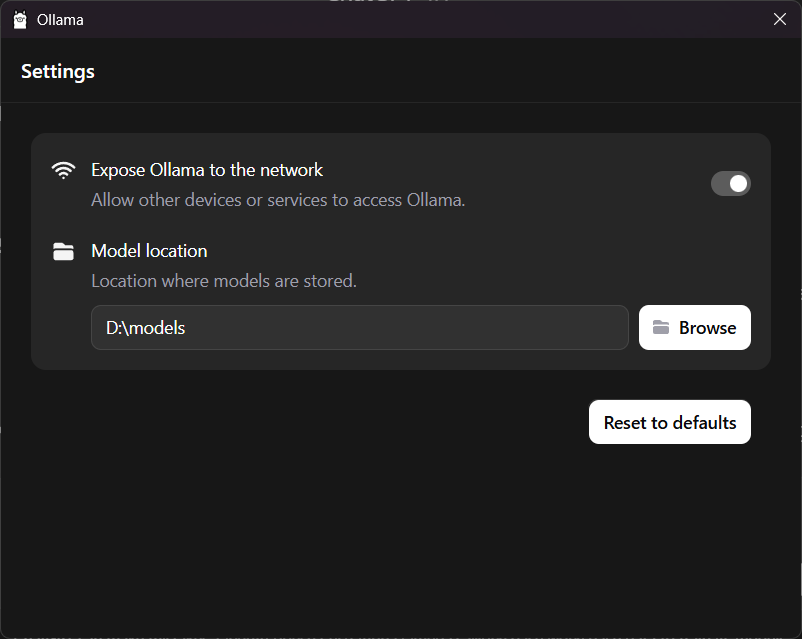 Ollama
Settings
Expose Ollama to the network
Allow other devices or services to access Ollama.
Model location
Location where models are stored.
D:\models
Browse
Reset to defaults